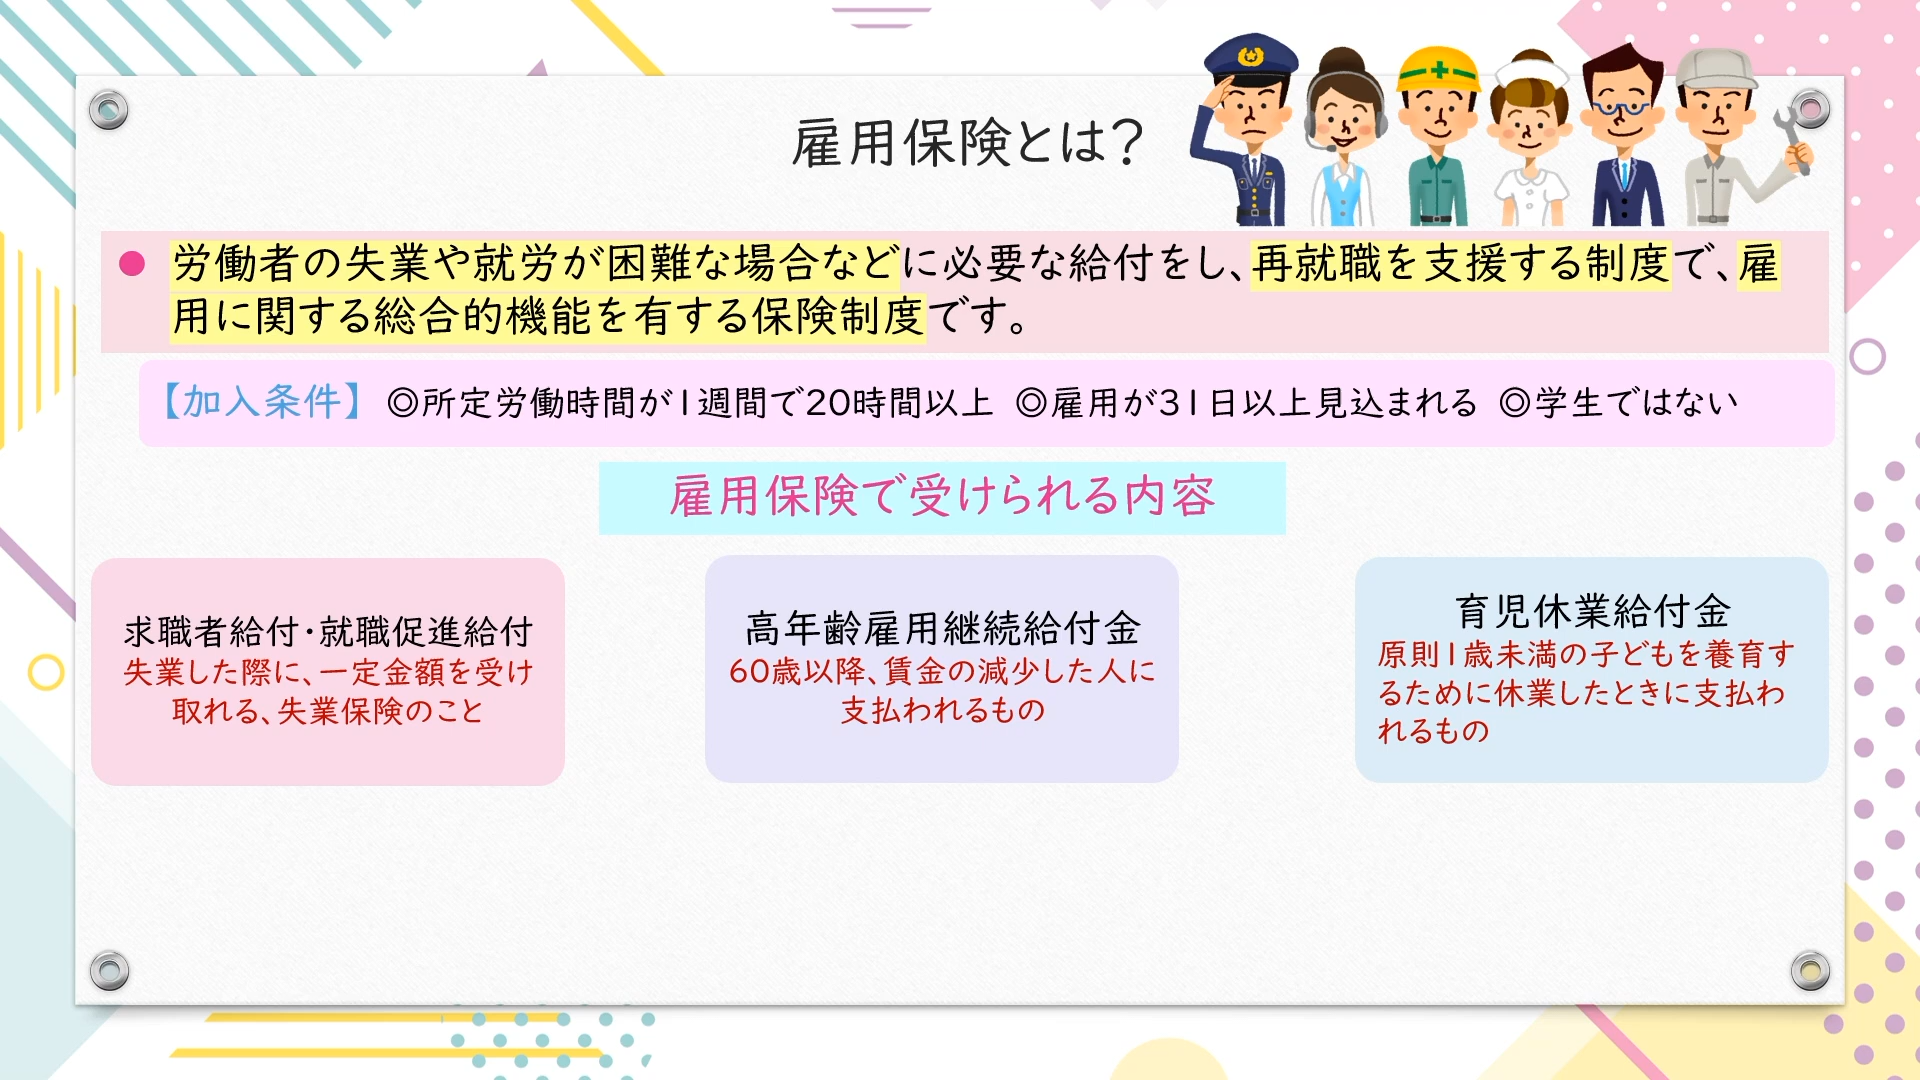 雇用保険とは？
●労働者の失業や就労が困難な場合などに必要な給付をし、再就職を支援する制度で、雇
用に関する総合的機能を有する保険制度です。
【加入条件】 ◎所定労働時間が1週間で20時間以上 ◎雇用が31日以上見込まれる ◎学生ではない
雇用保険で受けられる内容
求職者給付・就職促進給付
失業した際に、一定金額を受け
取れる、失業保険のこと
高年齢雇用継続給付金
60歳以降、賃金の減少した人に
支払われるもの
育児休業給付金
原則1歳未満の子どもを養育す
るために休業したときに支払わ
れるもの